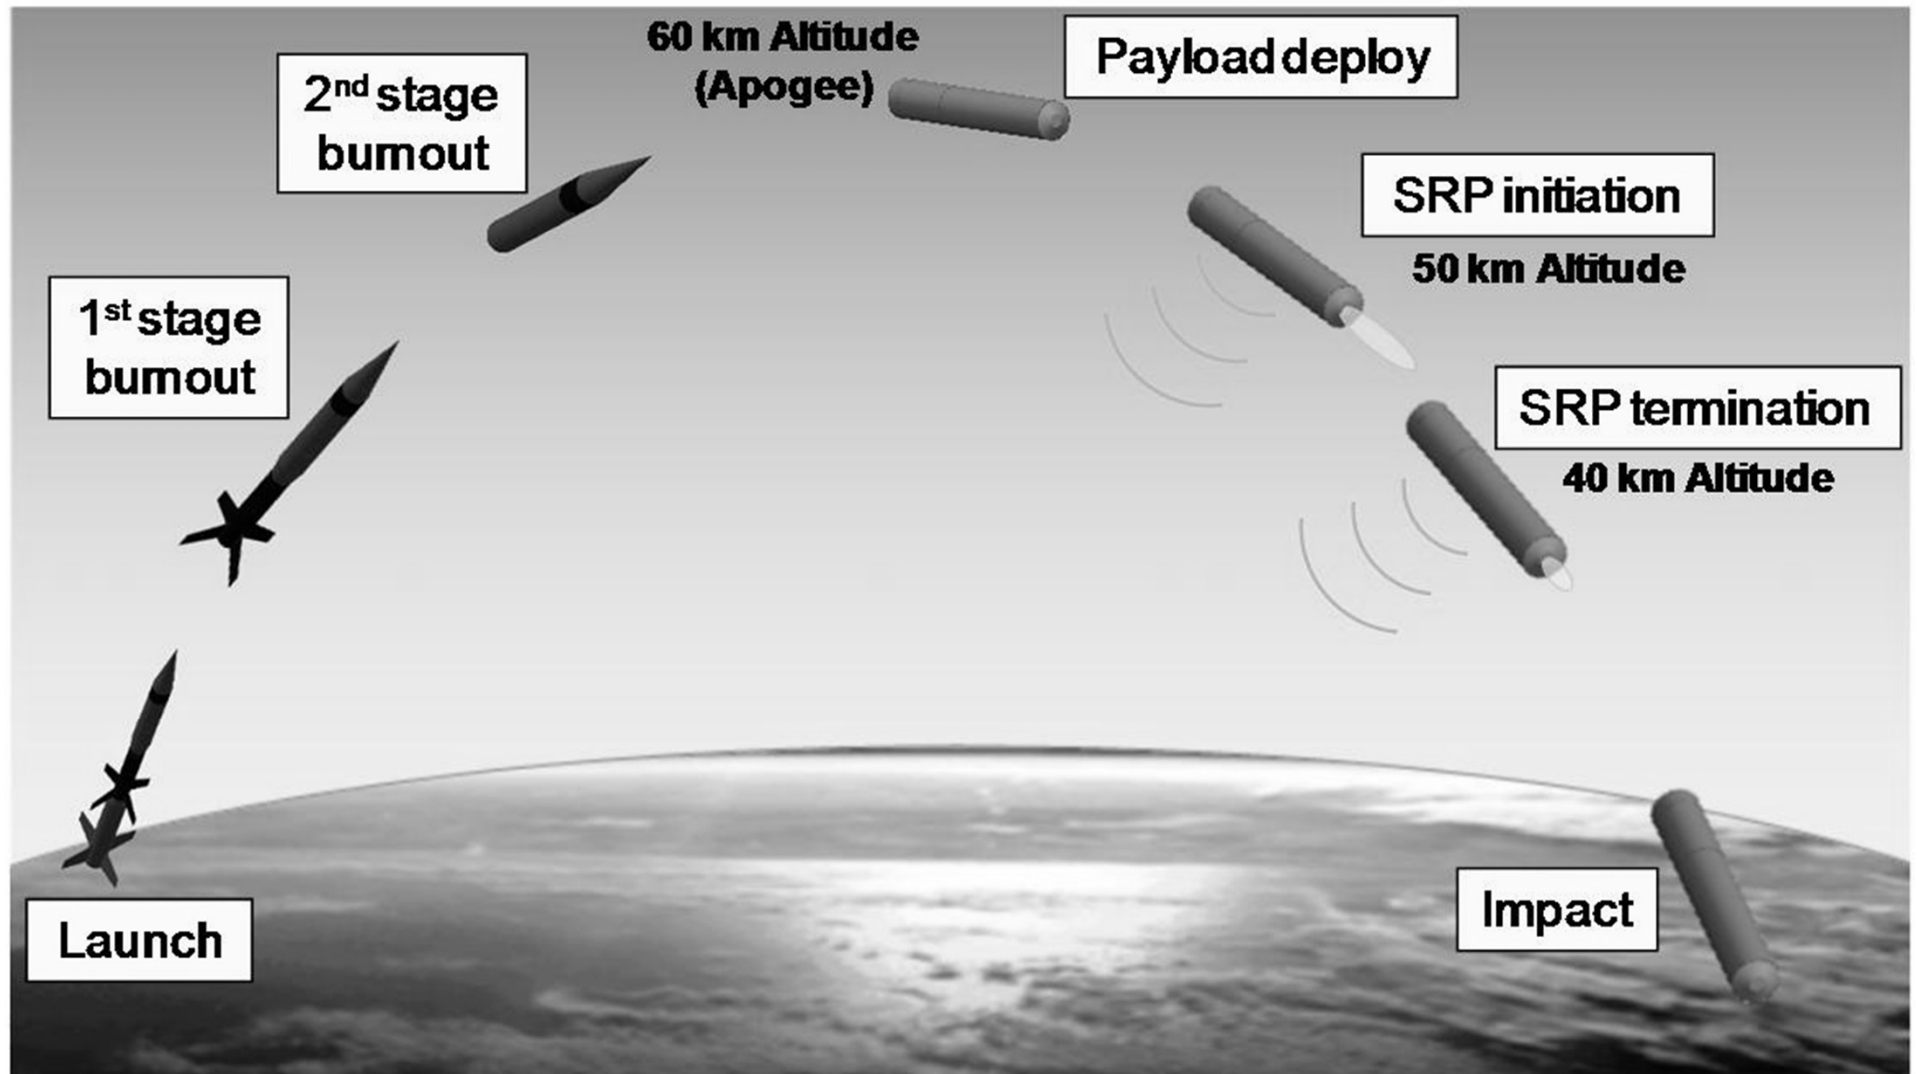 60 km Altitude
(Apogee)
Payload deploy
2nd stage
burnout
SRP initiation
50 km Altitude
1st stage
burnout
SRP termination
40 km Altitude
Impact
Launch